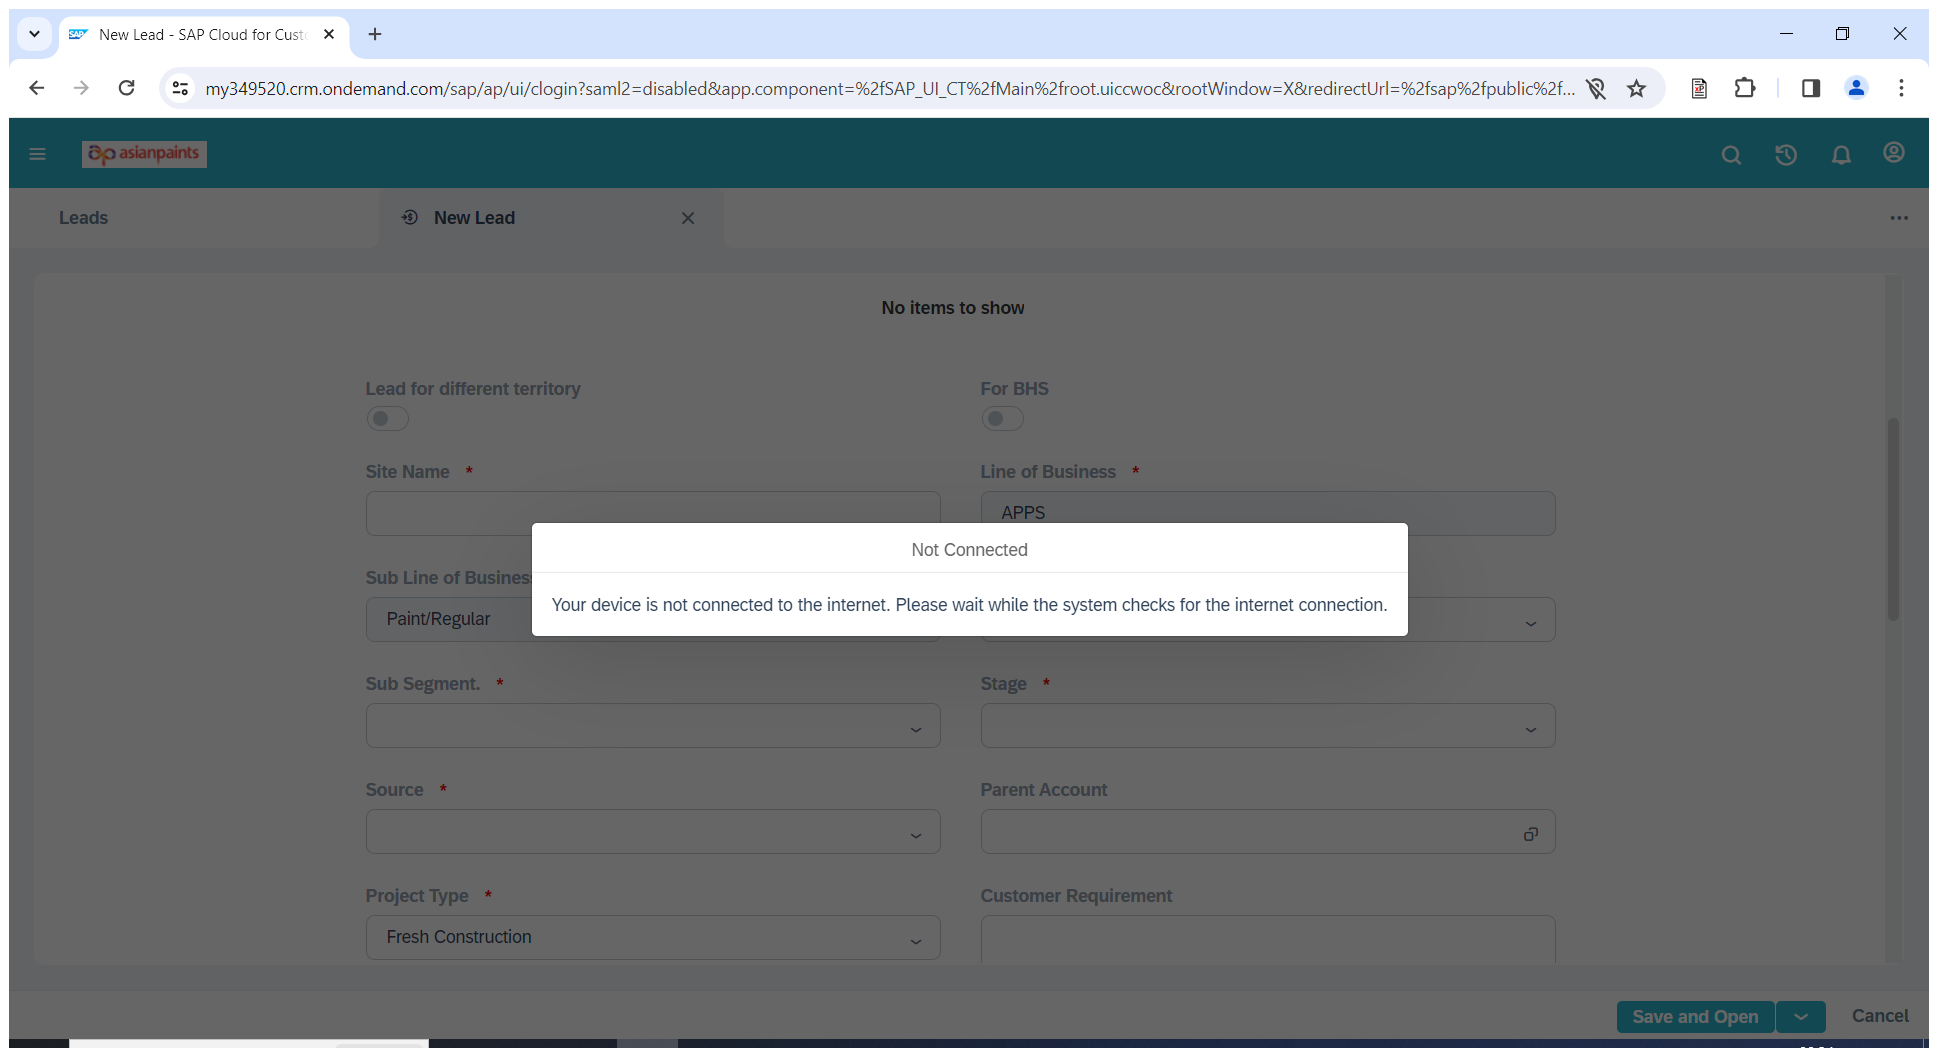 New Lead - SAP Cloud for Custo
my349520.crm.ondemand.com/sap/ap/ui/clogin?saml2=disabled&app.component=%2fSAP_UI_CT%2fMain%2froot.uiccwoc&rootWindow=X&redirectUrl=%2fsap%2fpublic%2f...
ap asianpaints
Leads
New Lead
No items to show
Lead for different territory
For BHS
Site Name *
Line of Business *
APPS
Not Connected
Sub Line of Business
Your device is not connected to the internet. Please wait while the system checks for the internet connection.
Paint/Regular
Sub Segment. *
Stage *
Source *
Parent Account
Project Type *
Customer Requirement
Fresh Construction
Save and Open
Cancel